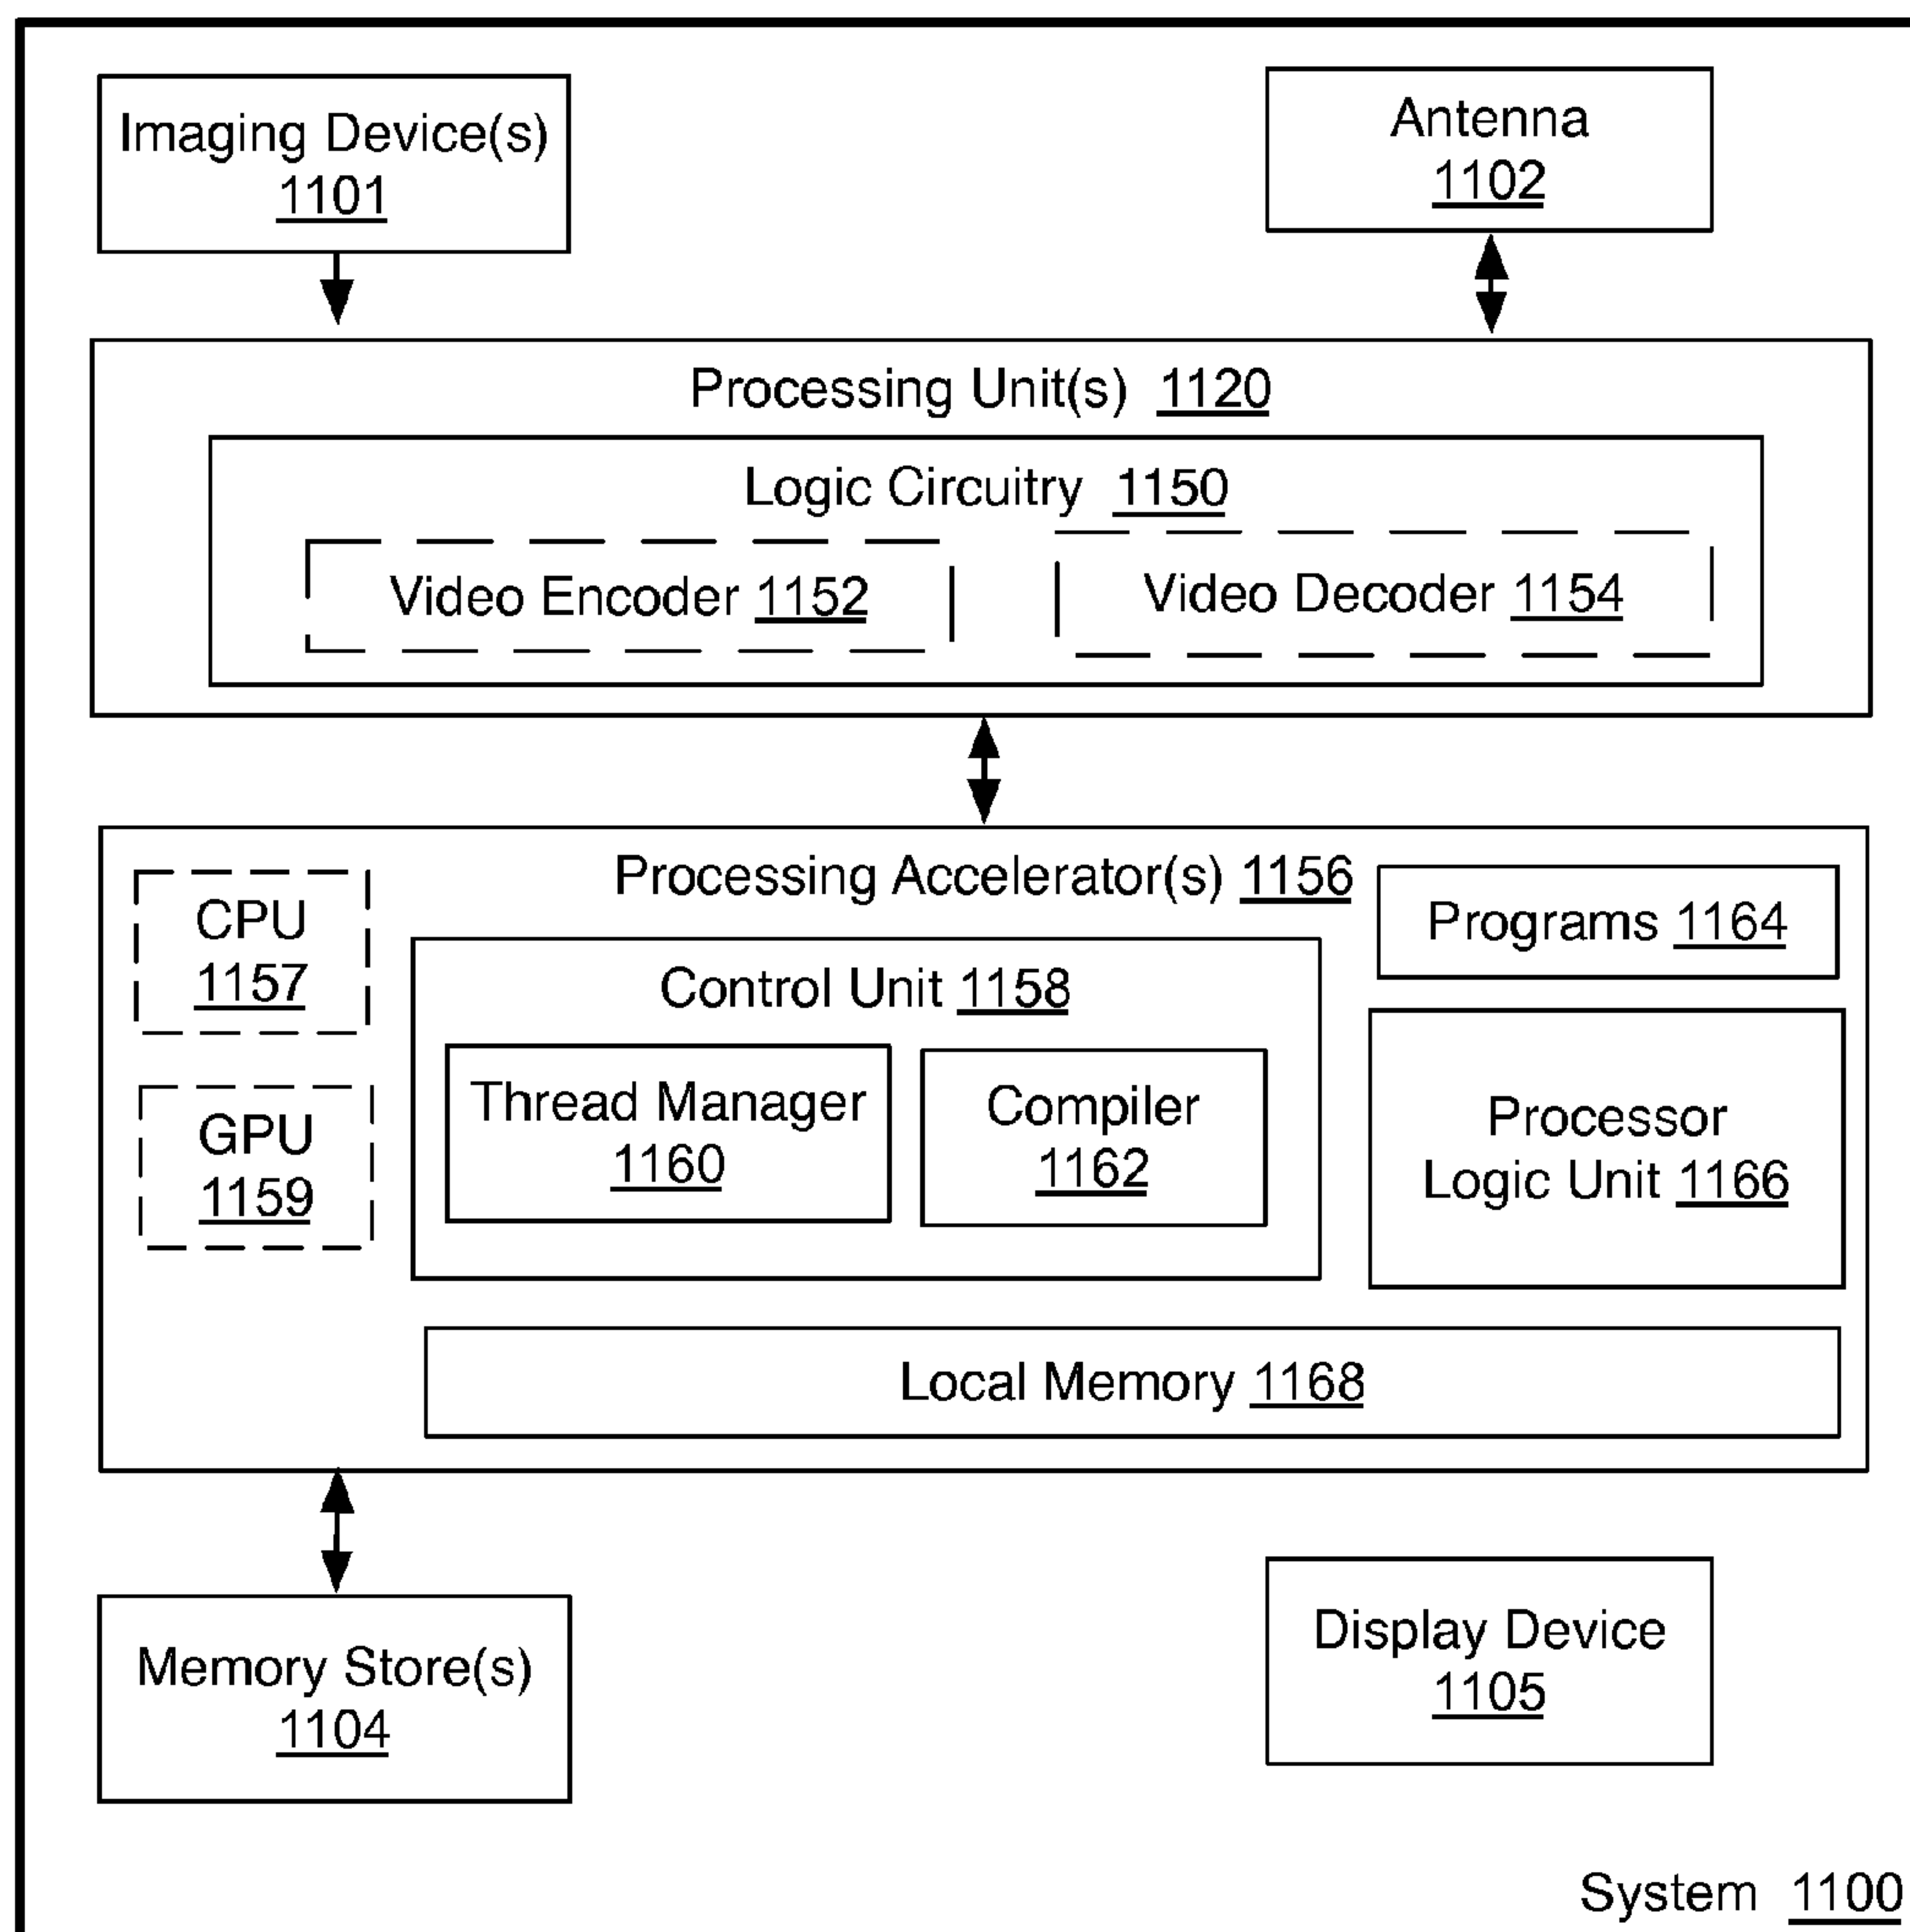 Imaging Device(s)
1101
Antenna
1102
Processing Unit(s) 1120
Logic Circuitry 1150
Video Encoder 1152
Video Decoder 1154
Processing Accelerator(s) 1156
CPU
1157
Programs 1164
Control Unit 1158
Thread Manager
1160
Compiler
1162
GPU
1159
Processor
Logic Unit 1166
Local Memory 1168
Memory Store(s)
1104
Display Device
1105
System 1100